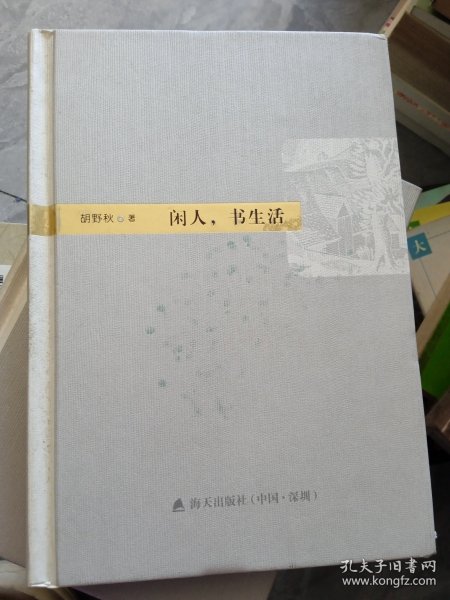 胡野秋 著
闲人，书生活
海天出版社（中国·深圳）
大
孔夫子旧书网
www.kongfz.com